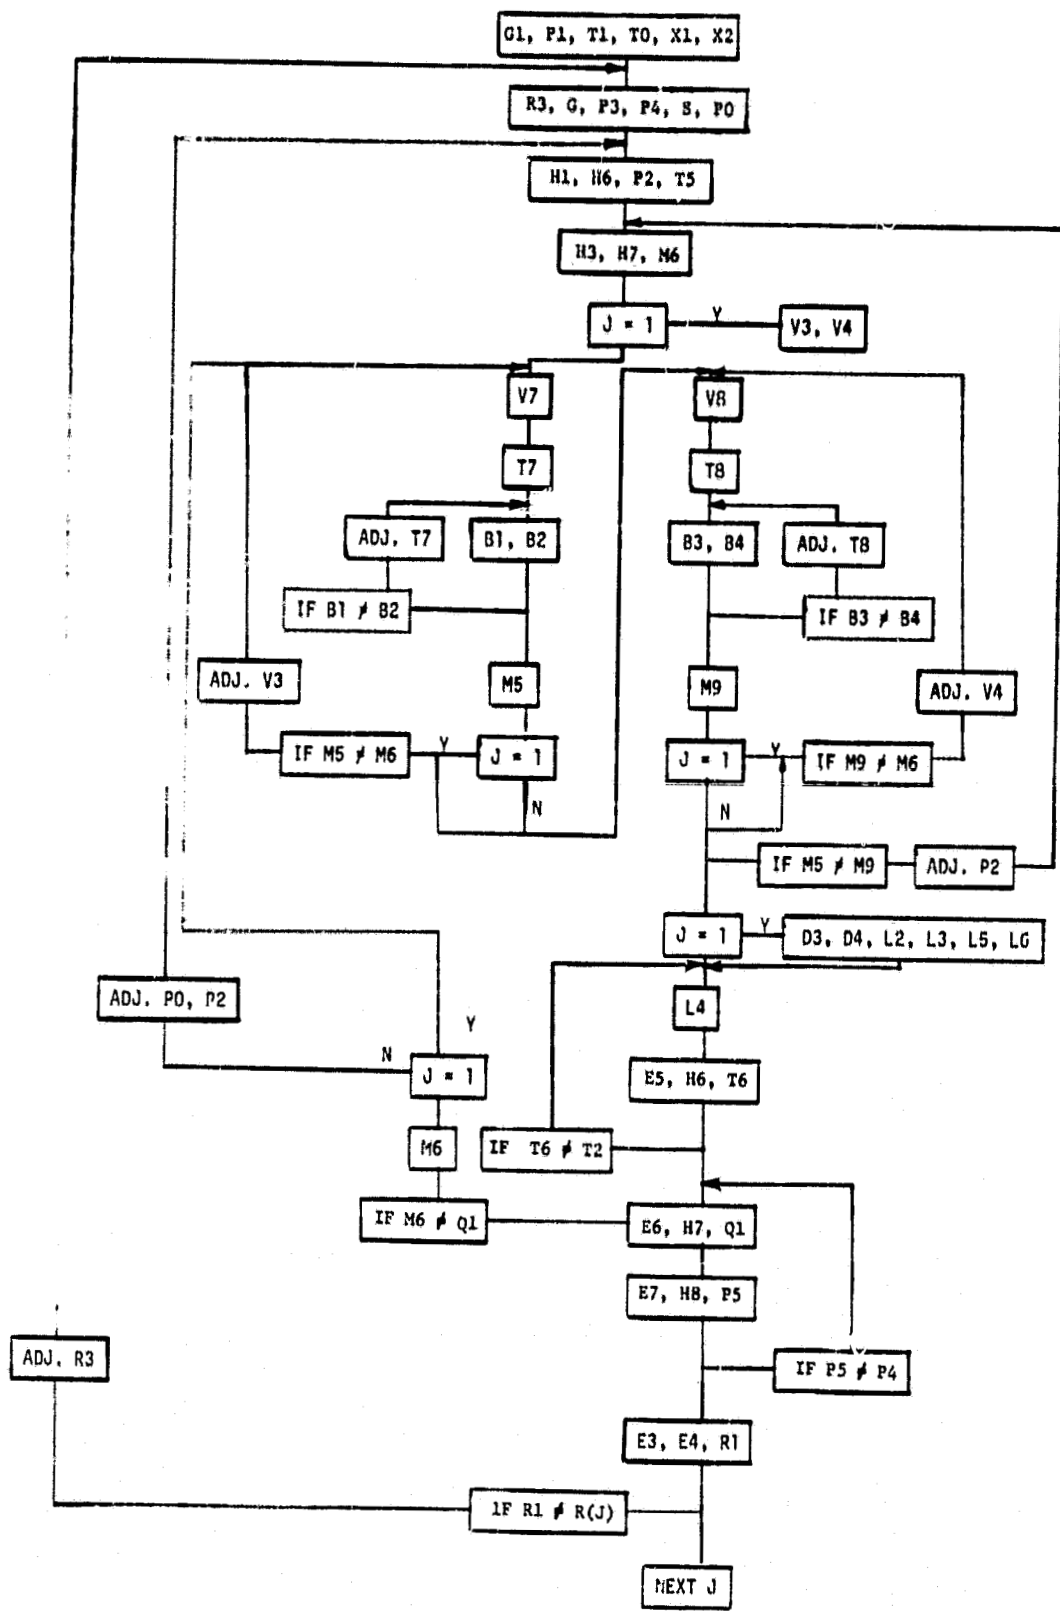 G1, P1, T1, T0, X1, X2
R3, G, P3, P4, S, P0
H1, H6, P2, T5
H3, H7, M6
J = 1
Y
V3, V4
V7
V8
T7
T8
ADJ. T7
B1, B2
B3, B4
ADJ. T8
IF B1 ≠ B2
IF B3 ≠ B4
ADJ. V3
M5
M9
ADJ. V4
IF M5 ≠ M6
Y
J = 1
J = 1
Y
IF M9 ≠ M6
N
N
IF M5 ≠ M9
ADJ. P2
J = 1
Y
D3, D4, L2, L3, L5, L6
ADJ. P0, P2
L4
Y
N
J = 1
E5, H6, T6
M6
IF T6 ≠ T2
IF M6 ≠ Q1
E6, H7, Q1
E7, H8, P5
ADJ. R3
IF P5 ≠ P4
E3, E4, R1
IF R1 ≠ R(J)
NEXT J